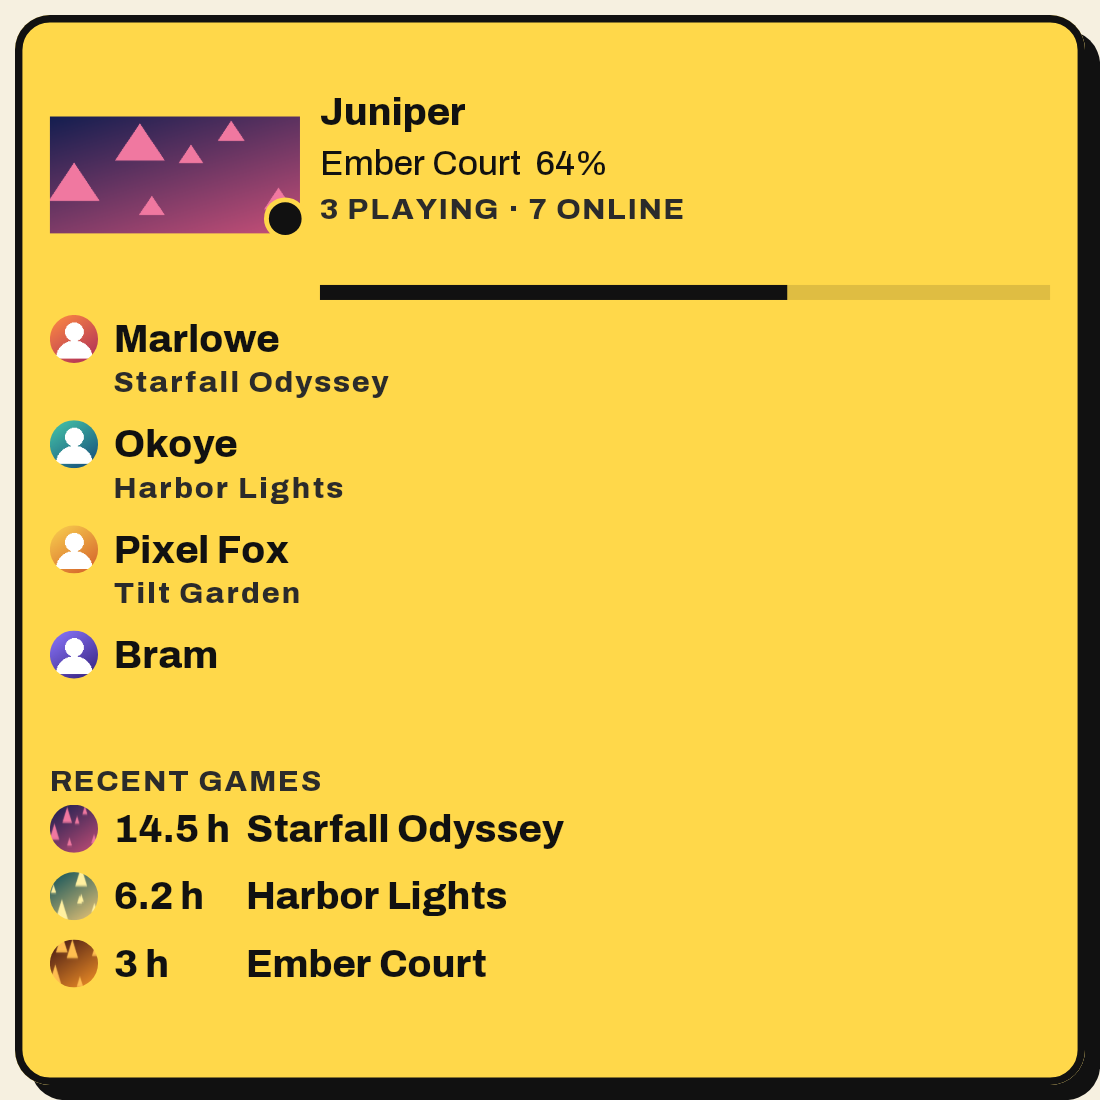 Juniper
Ember Court 64%
3 PLAYING · 7 ONLINE
Marlowe
Starfall Odyssey
Okoye
Harbor Lights
Pixel Fox
Tilt Garden
Bram
RECENT GAMES
14.5 h Starfall Odyssey
6.2 h Harbor Lights
3 h Ember Court